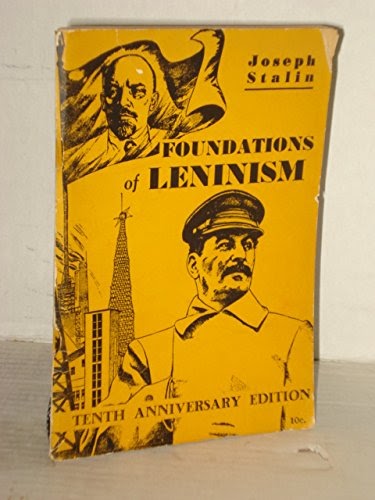 Joseph
Stalin
FOUNDATIONS
of LENINISM
TENTH ANNIVERSARY EDITION
10c.